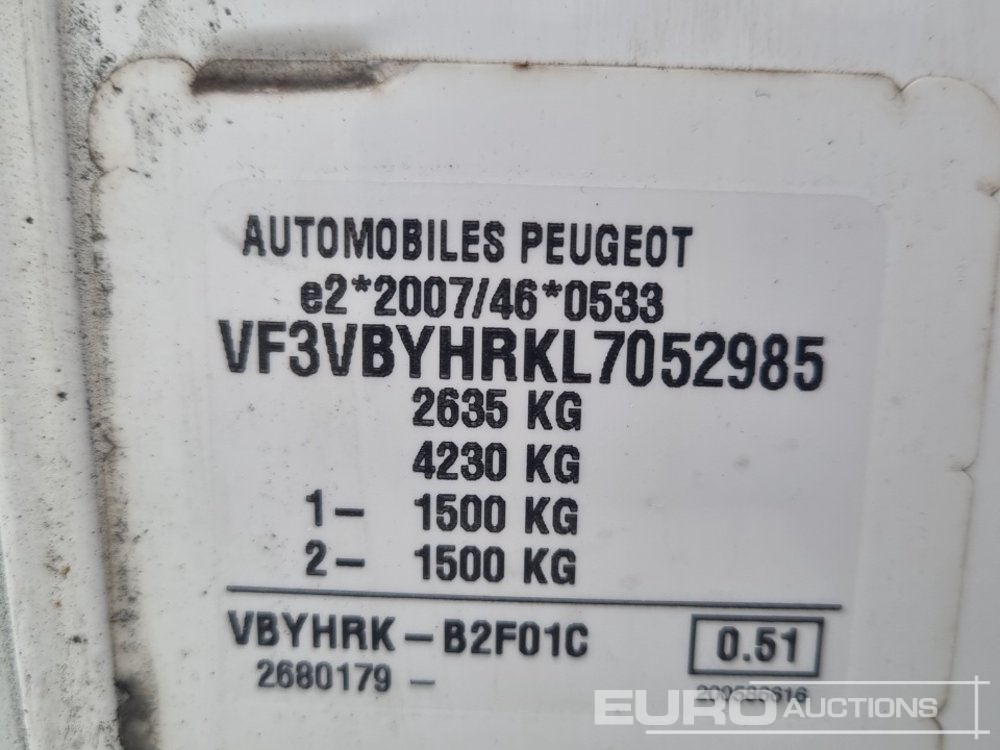 AUTOMOBILES PEUGEOT
e2*2007/46*0533
VF3VBYHRKL7052985
2635 KG
4230 KG
1- 1500 KG
2- 1500 KG
VBYHRK-B2F01C
0.51
2680179 -
EURO AUCTIONS